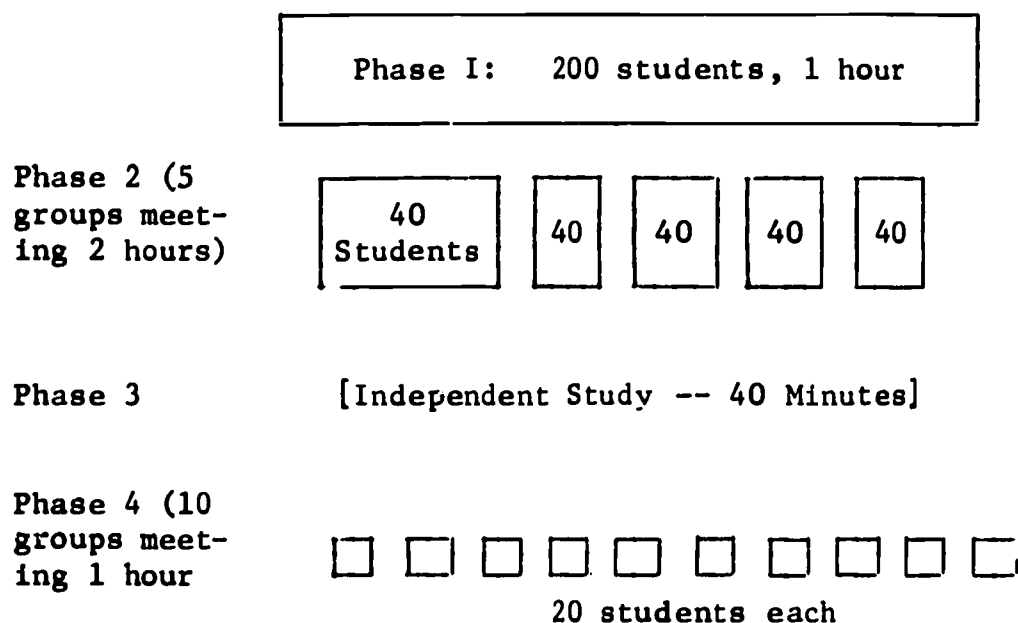 Phase I: 200 students, 1 hour
Phase 2 (5
groups meet-
ing 2 hours)
40
Students
40
40
40
40
Phase 3
[Independent Study -- 40 Minutes]
Phase 4 (10
groups meet-
ing 1 hour
20 students each